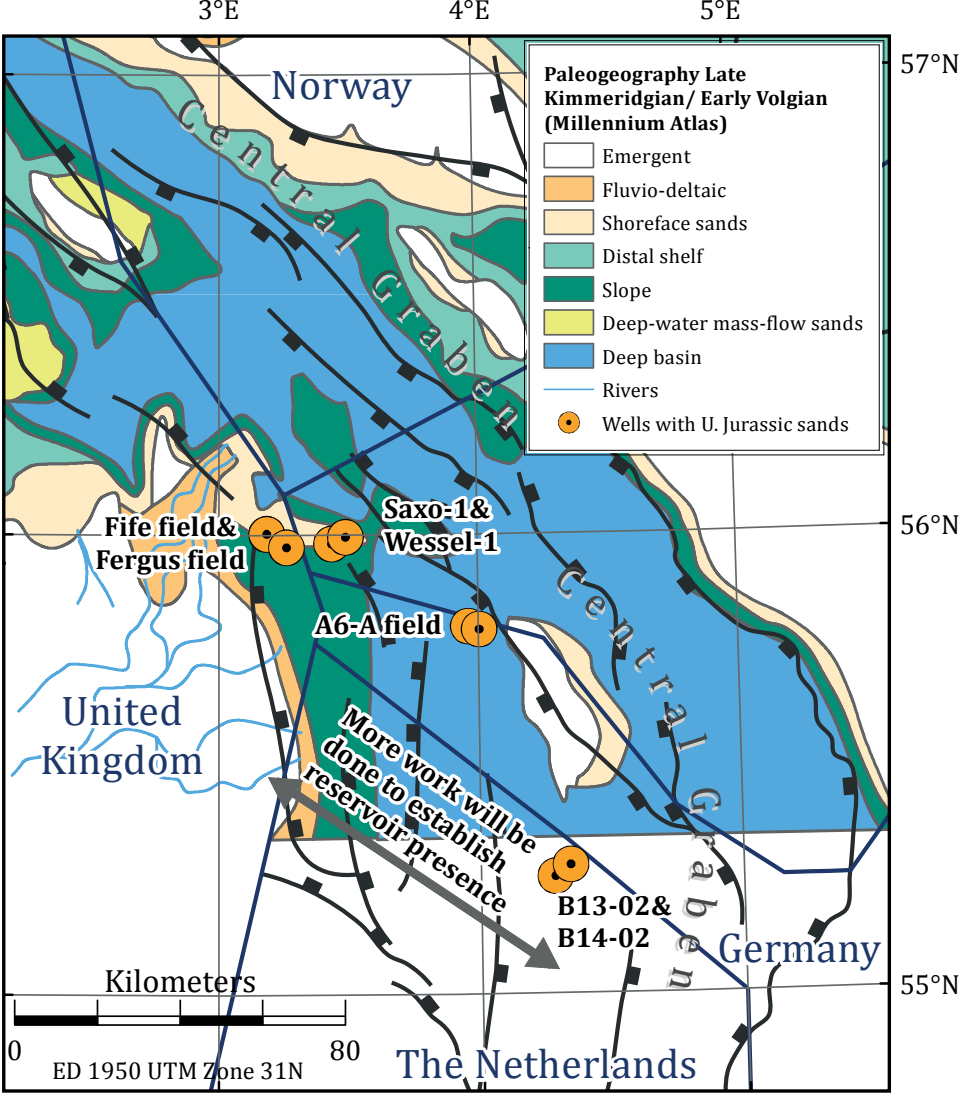 3°E
4°E
5°E
57°N
56°N
55°N
Norway
Central Graben
Paleogeography Late
Kimmeridgian/ Early Volgian
(Millennium Atlas)
Emergent
Fluvio-deltaic
Shoreface sands
Distal shelf
Slope
Deep-water mass-flow sands
Deep basin
Rivers
Wells with U. Jurassic sands
Fife field&
Fergus field
Saxo-1&
Wessel-1
A6-A field
Central Graben
United
Kingdom
More work will be
done to establish
reservoir presence
B13-02&
B14-02
Germany
Kilometers
0
80
ED 1950 UTM Zone 31N
The Netherlands